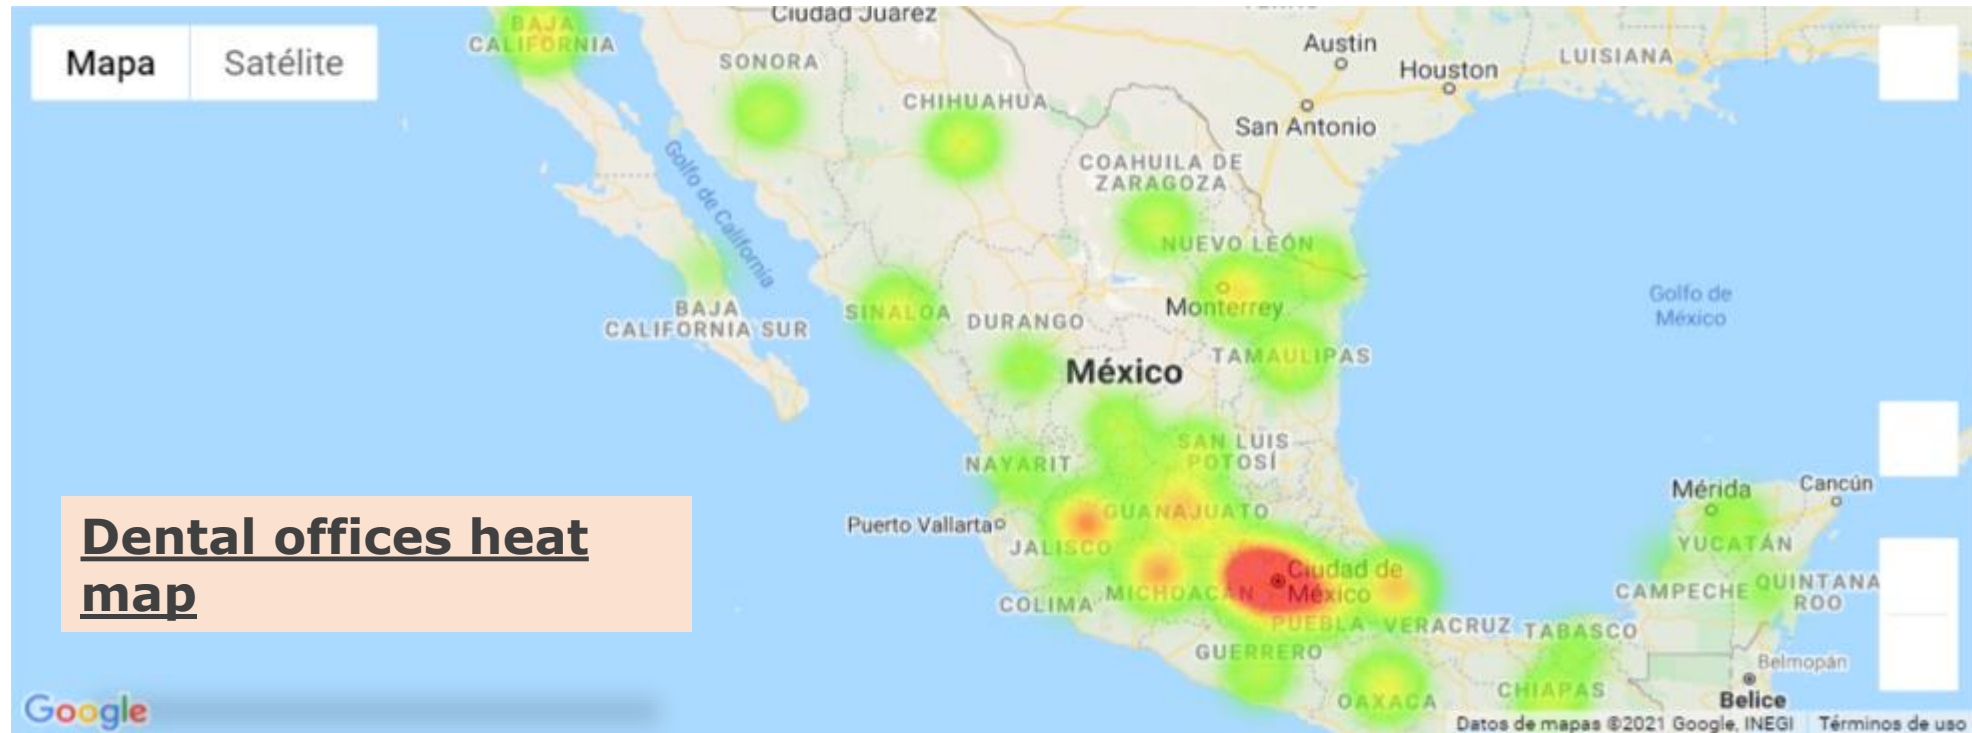 Mapa
Satélite
BAJA
CALIFORNIA
SONORA
Ciudad Juárez
CHIHUAHUA
Austin
Houston
LUISIANA
San Antonio
COAHUILA DE
ZARAGOZA
Golfo de California
NUEVO LEÓN
Monterrey
BAJA
CALIFORNIA SUR
SINALOA
DURANGO
México
TAMAULIPAS
Golfo de
México
SAN LUIS
POTOSÍ
NAYARIT
Mérida
Cancún
Puerto Vallarta
GUANAJUATO
JALISCO
YUCATÁN
Dental offices heat
map
COLIMA
MICHOACÁN
Ciudad de
México
CAMPECHE
QUINTANA
ROO
PUEBLA
VERACRUZ
TABASCO
GUERRERO
Belmopán
OAXACA
CHIAPAS
Belice
Google
Datos de mapas ©2021 Google, INEGI
Términos de uso